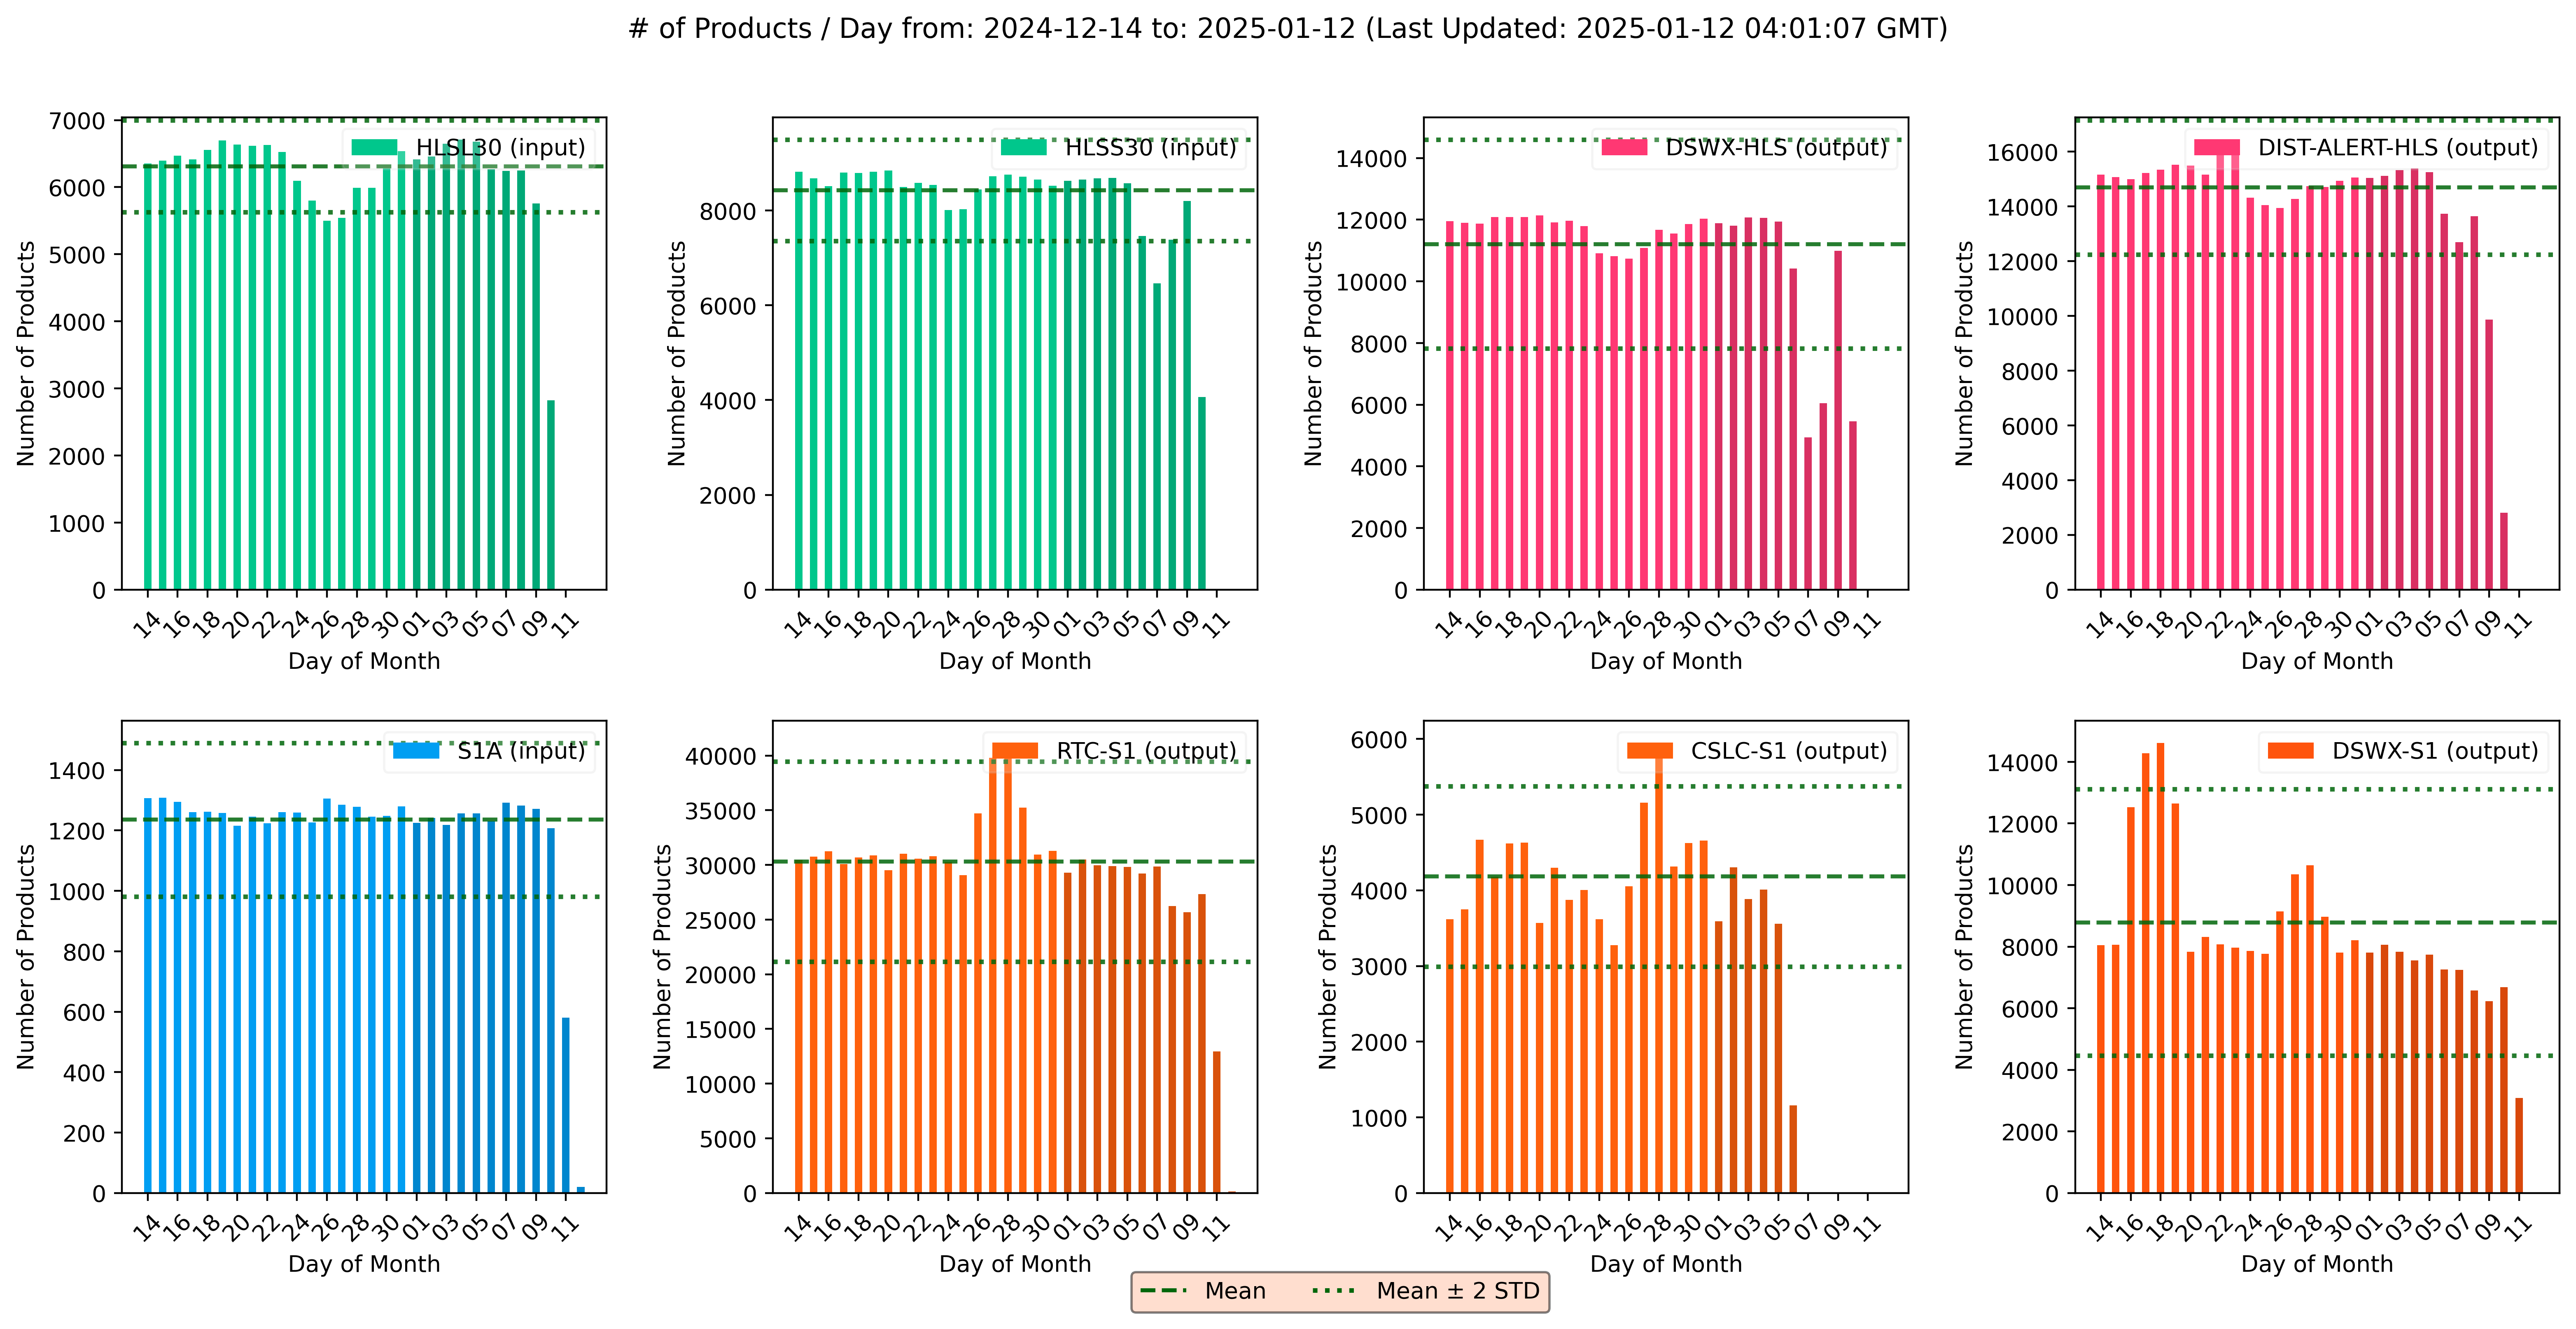 # of Products / Day from: 2024-12-14 to: 2025-01-12 (Last Updated: 2025-01-12 04:01:07 GMT)
HLSL30 (input)
Number of Products
7000
6000
5000
4000
3000
2000
1000
0
14 16 18 20 22 24 26 28 30 01 03 05 07 09 11
Day of Month
HLSS30 (input)
Number of Products
8000
6000
4000
2000
0
14 16 18 20 22 24 26 28 30 01 03 05 07 09 11
Day of Month
DSWX-HLS (output)
Number of Products
14000
12000
10000
8000
6000
4000
2000
0
14 16 18 20 22 24 26 28 30 01 03 05 07 09 11
Day of Month
DIST-ALERT-HLS (output)
Number of Products
16000
14000
12000
10000
8000
6000
4000
2000
0
14 16 18 20 22 24 26 28 30 01 03 05 07 09 11
Day of Month
S1A (input)
Number of Products
1400
1200
1000
800
600
400
200
0
14 16 18 20 22 24 26 28 30 01 03 05 07 09 11
Day of Month
RTC-S1 (output)
Number of Products
40000
35000
30000
25000
20000
15000
10000
5000
0
14 16 18 20 22 24 26 28 30 01 03 05 07 09 11
Day of Month
CSLC-S1 (output)
Number of Products
6000
5000
4000
3000
2000
1000
0
14 16 18 20 22 24 26 28 30 01 03 05 07 09 11
Day of Month
DSWX-S1 (output)
Number of Products
14000
12000
10000
8000
6000
4000
2000
0
14 16 18 20 22 24 26 28 30 01 03 05 07 09 11
Day of Month
Mean
Mean ± 2 STD